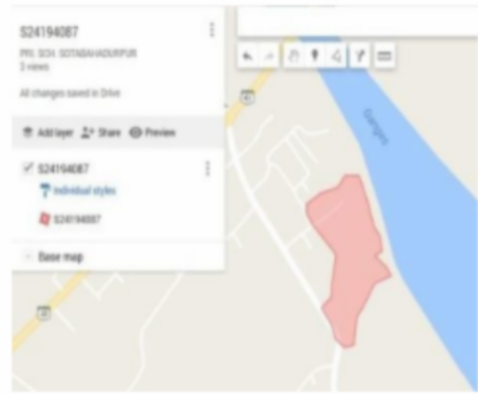 S24194087
PRI. SCH. SOTABAHADURPUR
3 views
All changes saved in Drive
Add layer Share Preview
S24194087
Individual styles
S24194087
Base map
Ganges